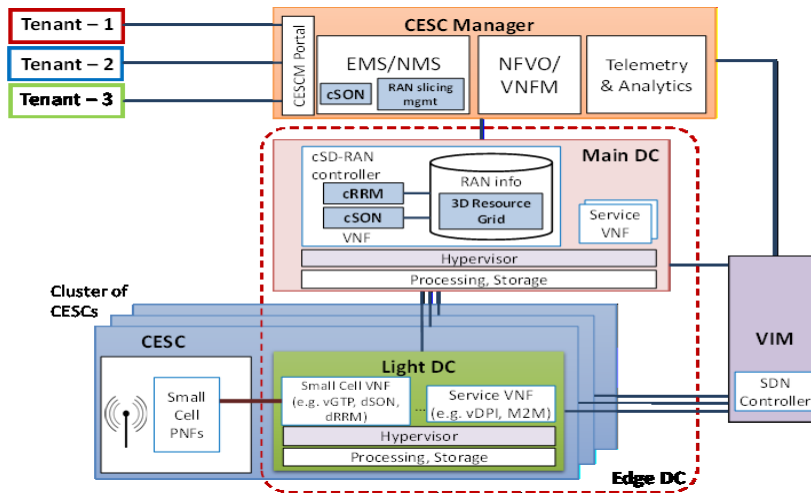 Tenant – 1
Tenant – 2
Tenant – 3
CESC Manager
CESCM Portal
EMS/NMS
cSON
RAN slicing
mgmt
NFVO/
VNFM
Telemetry
& Analytics
Main DC
cSD-RAN
controller
cRRM
cSON
VNF
RAN info
3D Resource
Grid
Service
VNF
Hypervisor
Processing, Storage
Cluster of
CESCs
CESC
Small
Cell
PNFs
Light DC
Small Cell VNF
(e.g. vGTP, dSON,
dRRM)
...
Service VNF
(e.g. vDPI, M2M)
Hypervisor
Processing, Storage
Edge DC
VIM
SDN
Controller